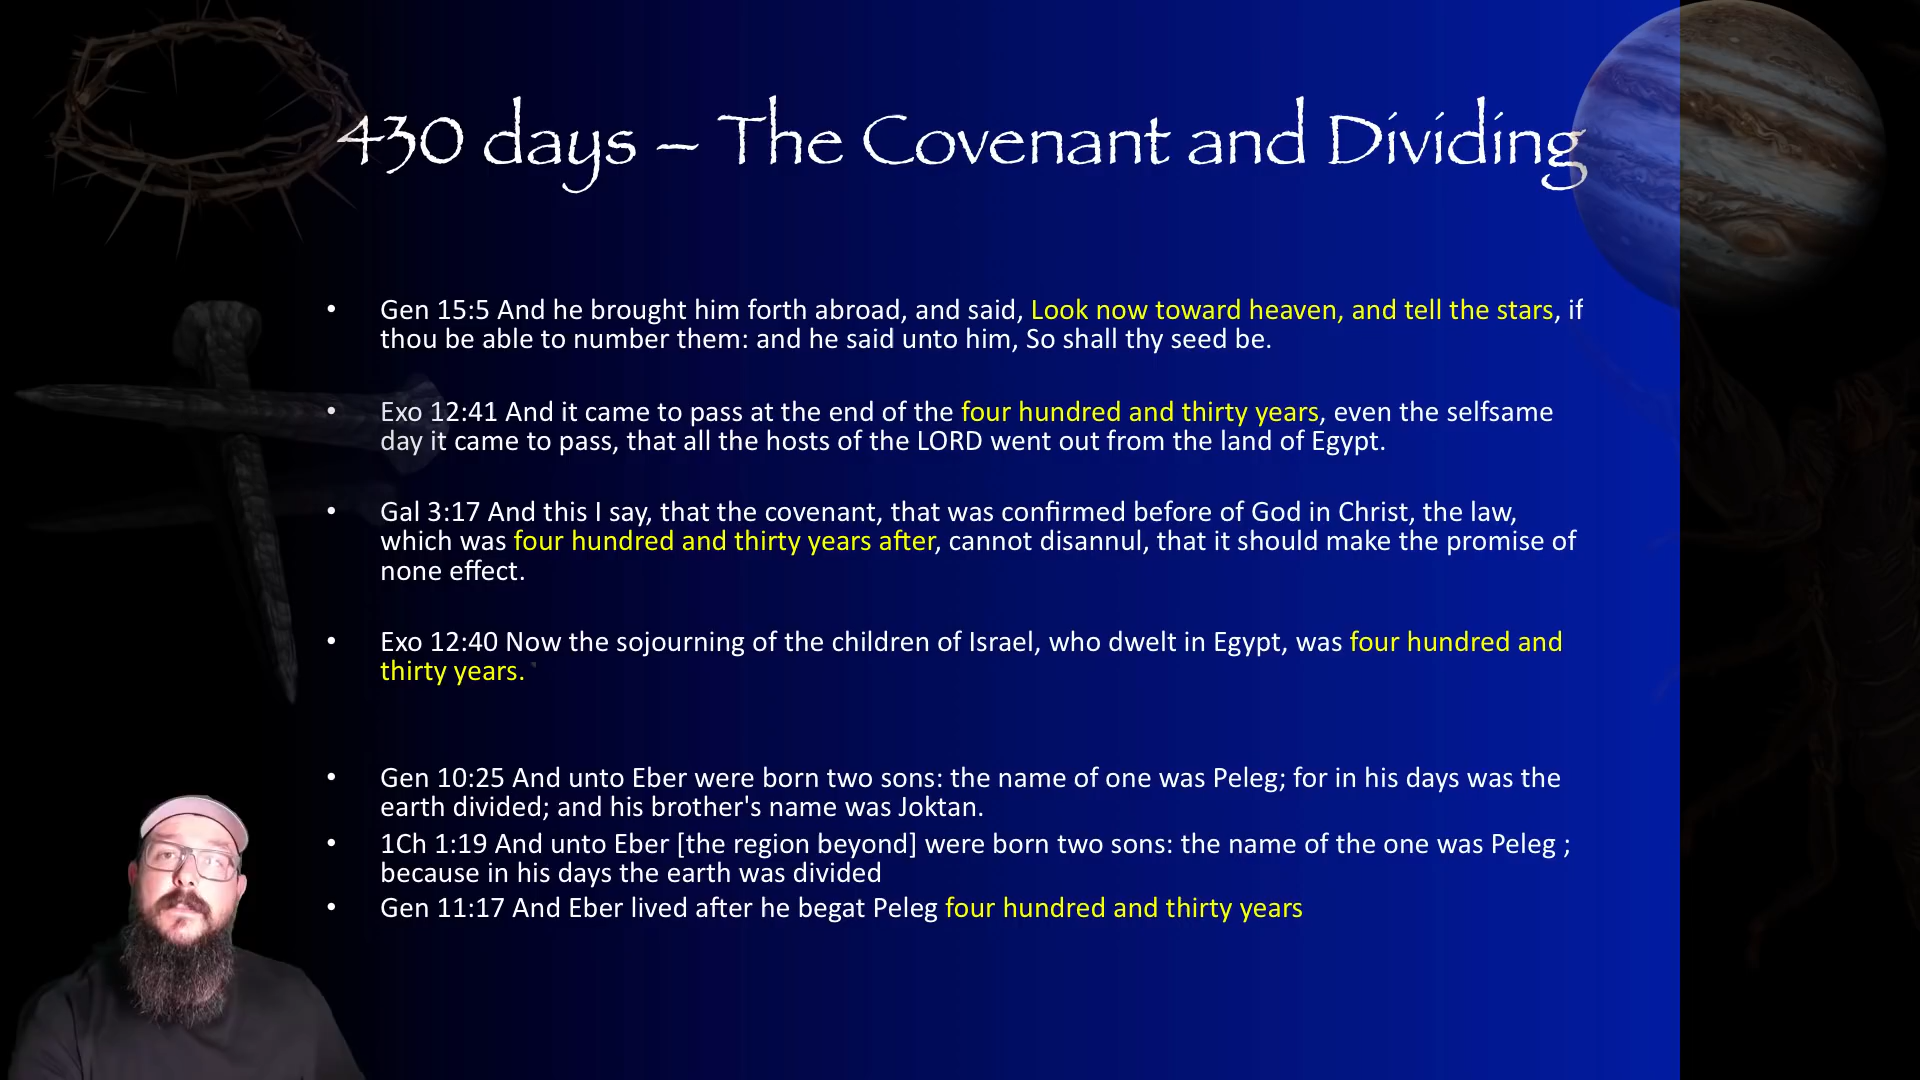 430 days – The Covenant and Dividing
• Gen 15:5 And he brought him forth abroad, and said, Look now toward heaven, and tell the stars, if
thou be able to number them: and he said unto him, So shall thy seed be.
• Exo 12:41 And it came to pass at the end of the four hundred and thirty years, even the selfsame
day it came to pass, that all the hosts of the LORD went out from the land of Egypt.
• Gal 3:17 And this I say, that the covenant, that was confirmed before of God in Christ, the law,
which was four hundred and thirty years after, cannot disannul, that it should make the promise of
none effect.
• Exo 12:40 Now the sojourning of the children of Israel, who dwelt in Egypt, was four hundred and
thirty years.
• Gen 10:25 And unto Eber were born two sons: the name of one was Peleg; for in his days was the
earth divided; and his brother's name was Joktan.
• 1Ch 1:19 And unto Eber [the region beyond] were born two sons: the name of the one was Peleg ;
because in his days the earth was divided
• Gen 11:17 And Eber lived after he begat Peleg four hundred and thirty years